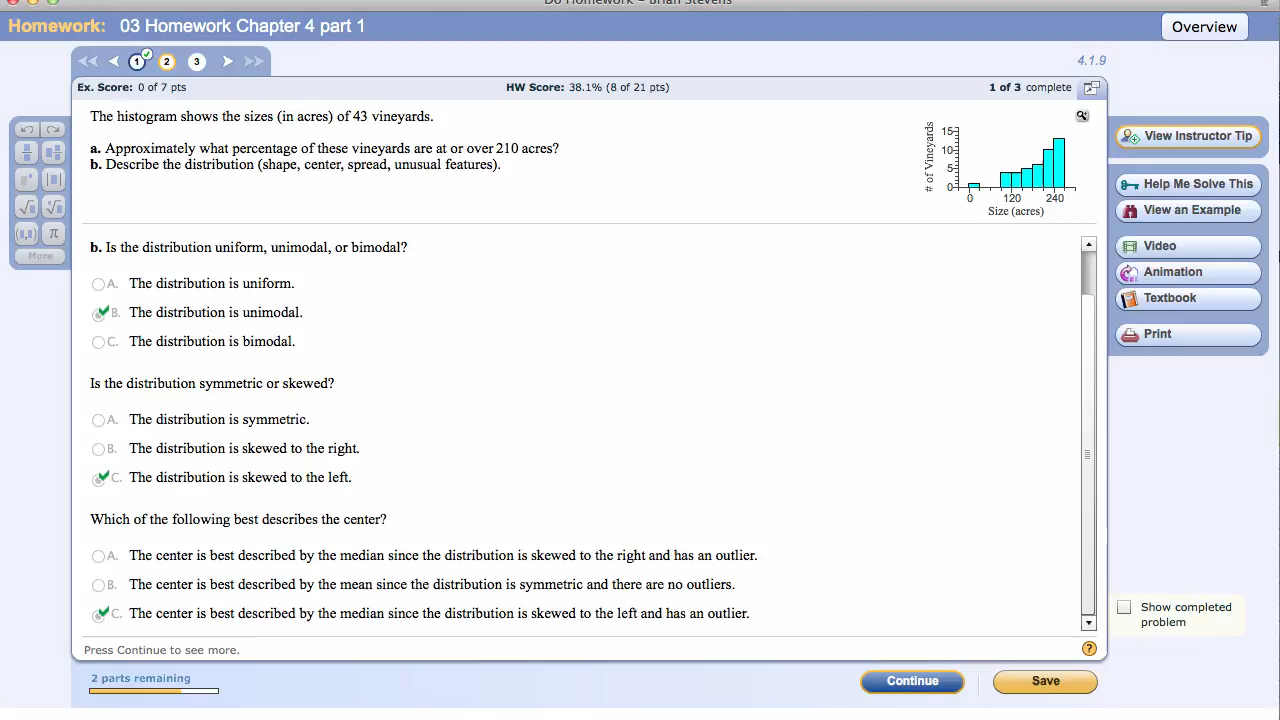 Do Homework – Brian Stevens
Homework: 03 Homework Chapter 4 part 1
Overview
1 2 3
4.1.9
Ex. Score: 0 of 7 pts
HW Score: 38.1% (8 of 21 pts)
1 of 3 complete
The histogram shows the sizes (in acres) of 43 vineyards.
a. Approximately what percentage of these vineyards are at or over 210 acres?
b. Describe the distribution (shape, center, spread, unusual features).
# of Vineyards
15
10
5
0
0 120 240
Size (acres)
b. Is the distribution uniform, unimodal, or bimodal?
A. The distribution is uniform.
B. The distribution is unimodal.
C. The distribution is bimodal.
Is the distribution symmetric or skewed?
A. The distribution is symmetric.
B. The distribution is skewed to the right.
C. The distribution is skewed to the left.
Which of the following best describes the center?
A. The center is best described by the median since the distribution is skewed to the right and has an outlier.
B. The center is best described by the mean since the distribution is symmetric and there are no outliers.
C. The center is best described by the median since the distribution is skewed to the left and has an outlier.
Press Continue to see more.
?
2 parts remaining
Continue
Save
(,)
π
More
View Instructor Tip
Help Me Solve This
View an Example
Video
Animation
Textbook
Print
Show completed
problem